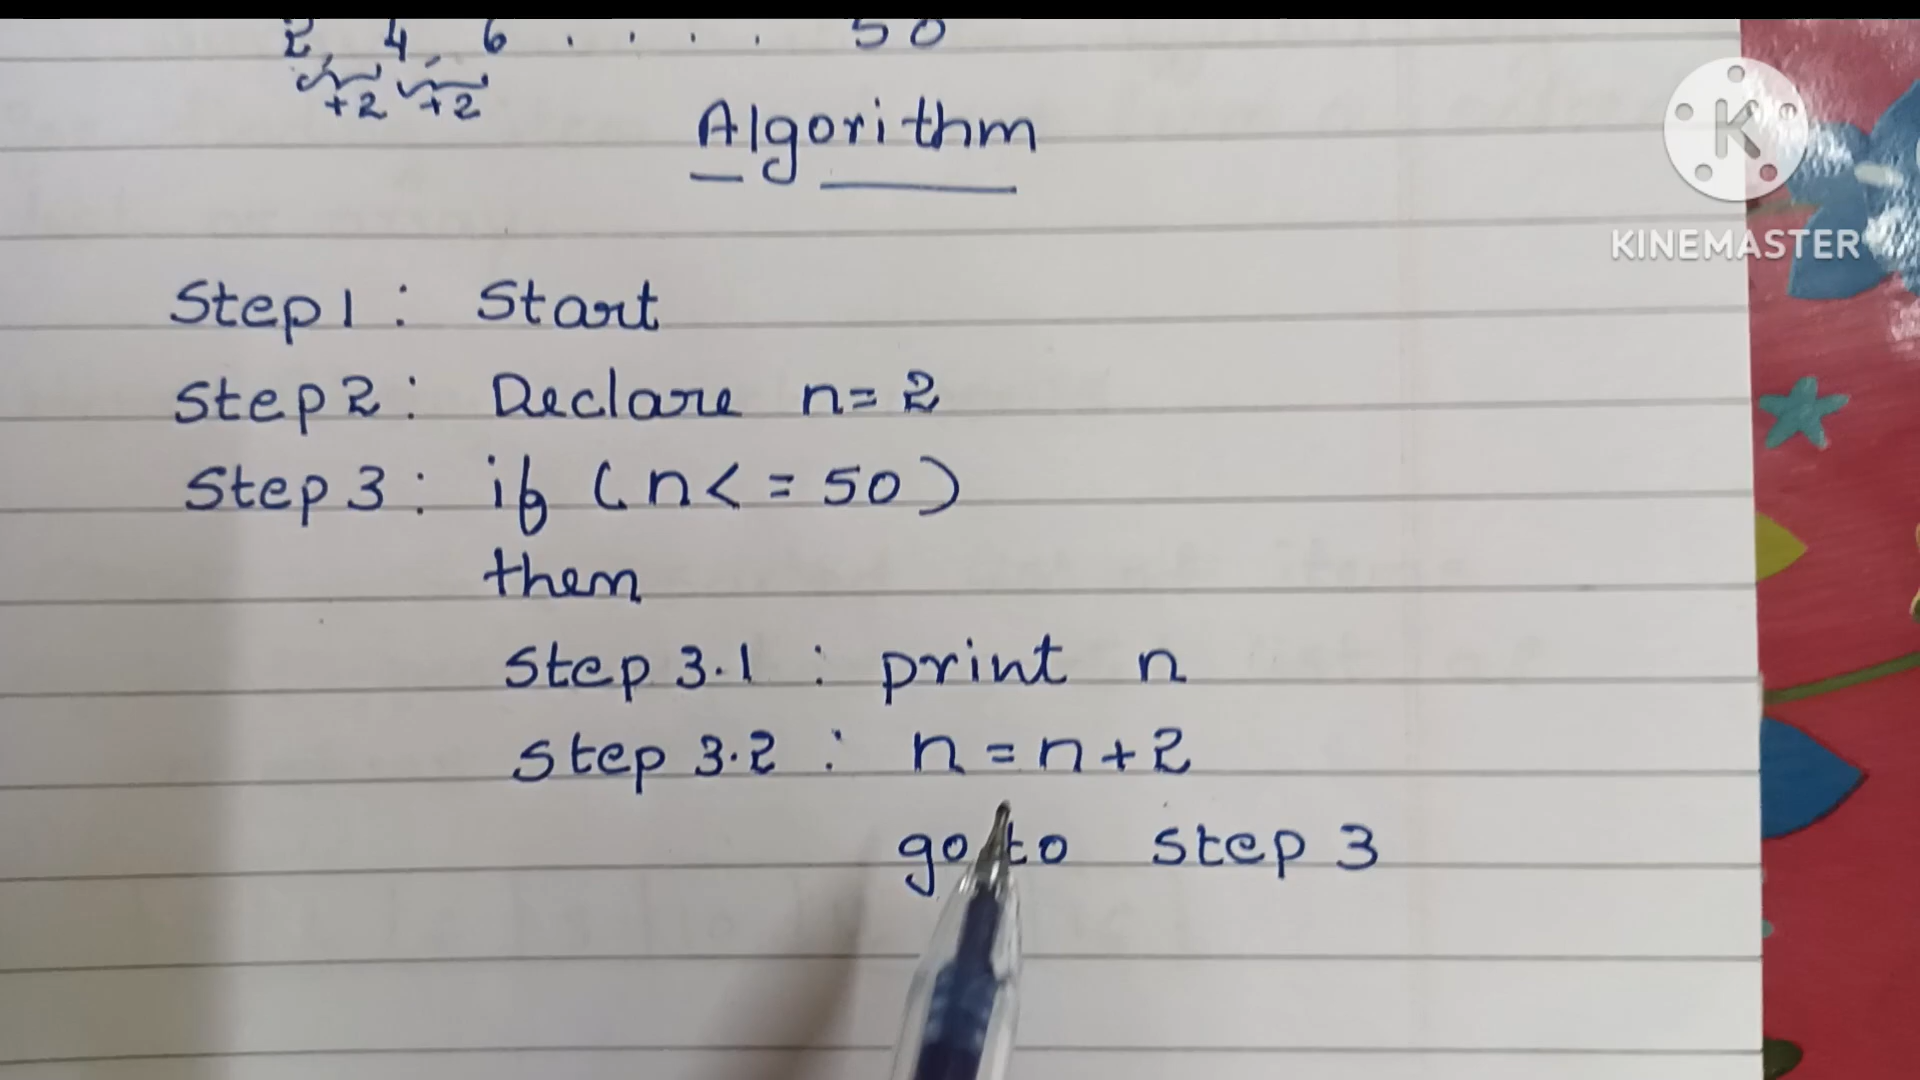 2, 4, 6 . . . . 50
+2 +2
Algorithm
K
KINEMASTER
Step 1 : Start
Step 2 : Declare n = 2
Step 3 : if (n < = 50)
then
Step 3.1 : print n
Step 3.2 : n = n + 2
goto step 3